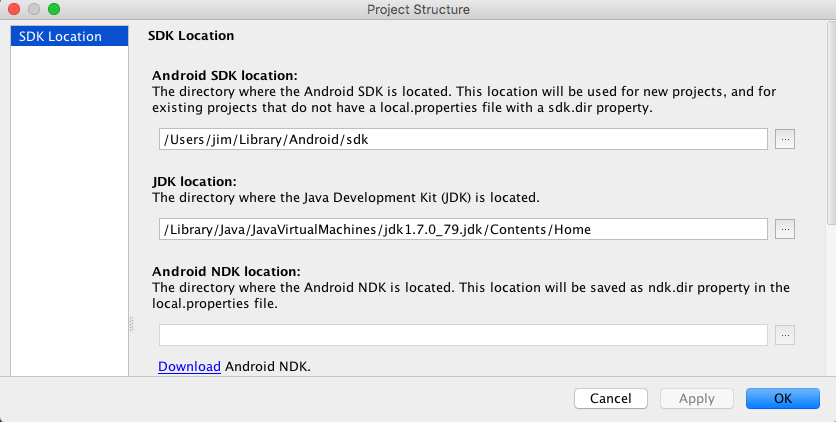 Project Structure
SDK Location
SDK Location
Android SDK location:
The directory where the Android SDK is located. This location will be used for new projects, and for
existing projects that do not have a local.properties file with a sdk.dir property.
/Users/jim/Library/Android/sdk
...
JDK location:
The directory where the Java Development Kit (JDK) is located.
/Library/Java/JavaVirtualMachines/jdk1.7.0_79.jdk/Contents/Home
...
Android NDK location:
The directory where the Android NDK is located. This location will be saved as ndk.dir property in the
local.properties file.
...
Download Android NDK.
Cancel Apply OK